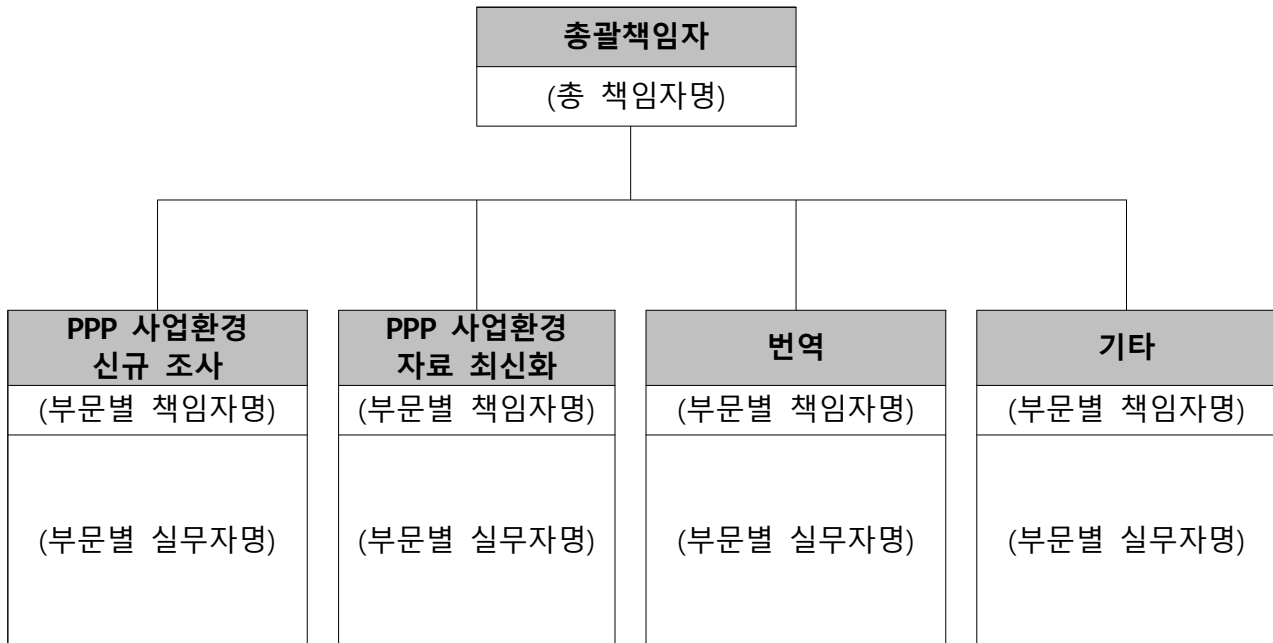 총괄책임자
(총 책임자명)
PPP 사업환경
신규 조사
(부문별 책임자명)
(부문별 실무자명)
PPP 사업환경
자료 최신화
(부문별 책임자명)
(부문별 실무자명)
번역
(부문별 책임자명)
(부문별 실무자명)
기타
(부문별 책임자명)
(부문별 실무자명)